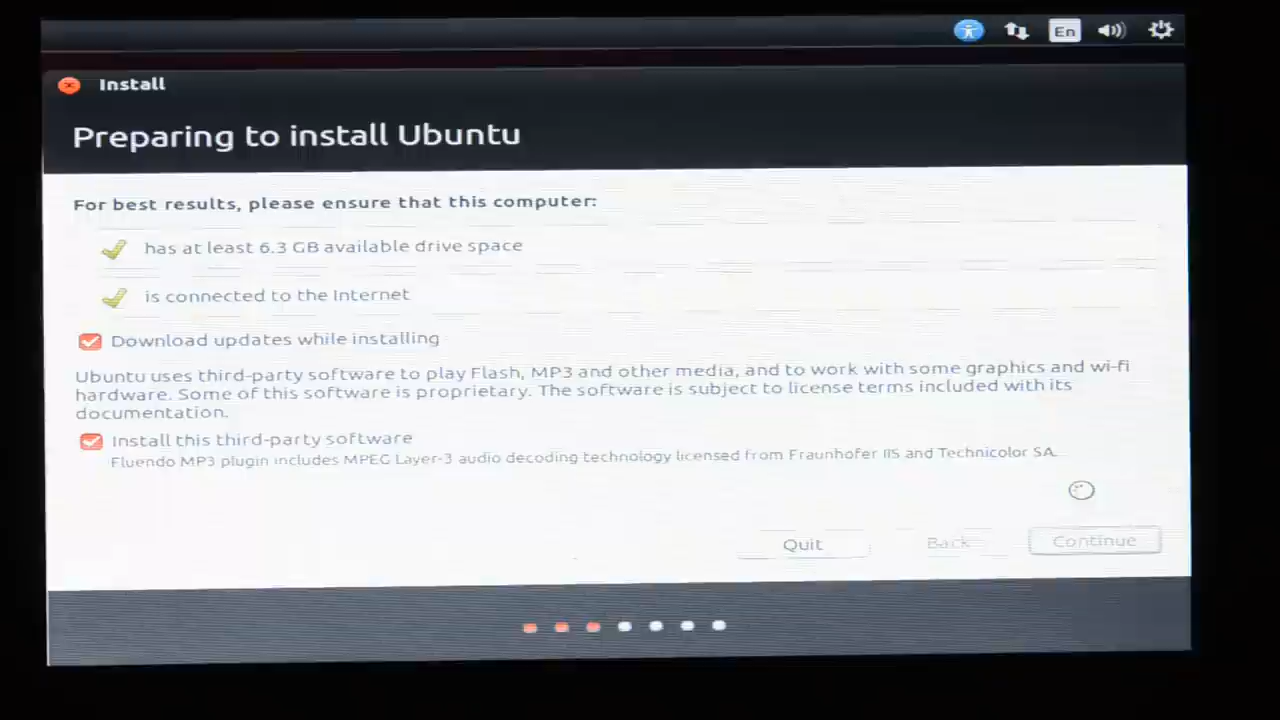 En
Install
Preparing to install Ubuntu
For best results, please ensure that this computer:
has at least 6.3 GB available drive space
is connected to the Internet
Download updates while installing
Ubuntu uses third-party software to play Flash, MP3 and other media, and to work with some graphics and wi-fi
hardware. Some of this software is proprietary. The software is subject to license terms included with its
documentation.
Install this third-party software
Fluendo MP3 plugin includes MPEG Layer-3 audio decoding technology licensed from Fraunhofer IIS and Technicolor SA.
Quit Back Continue